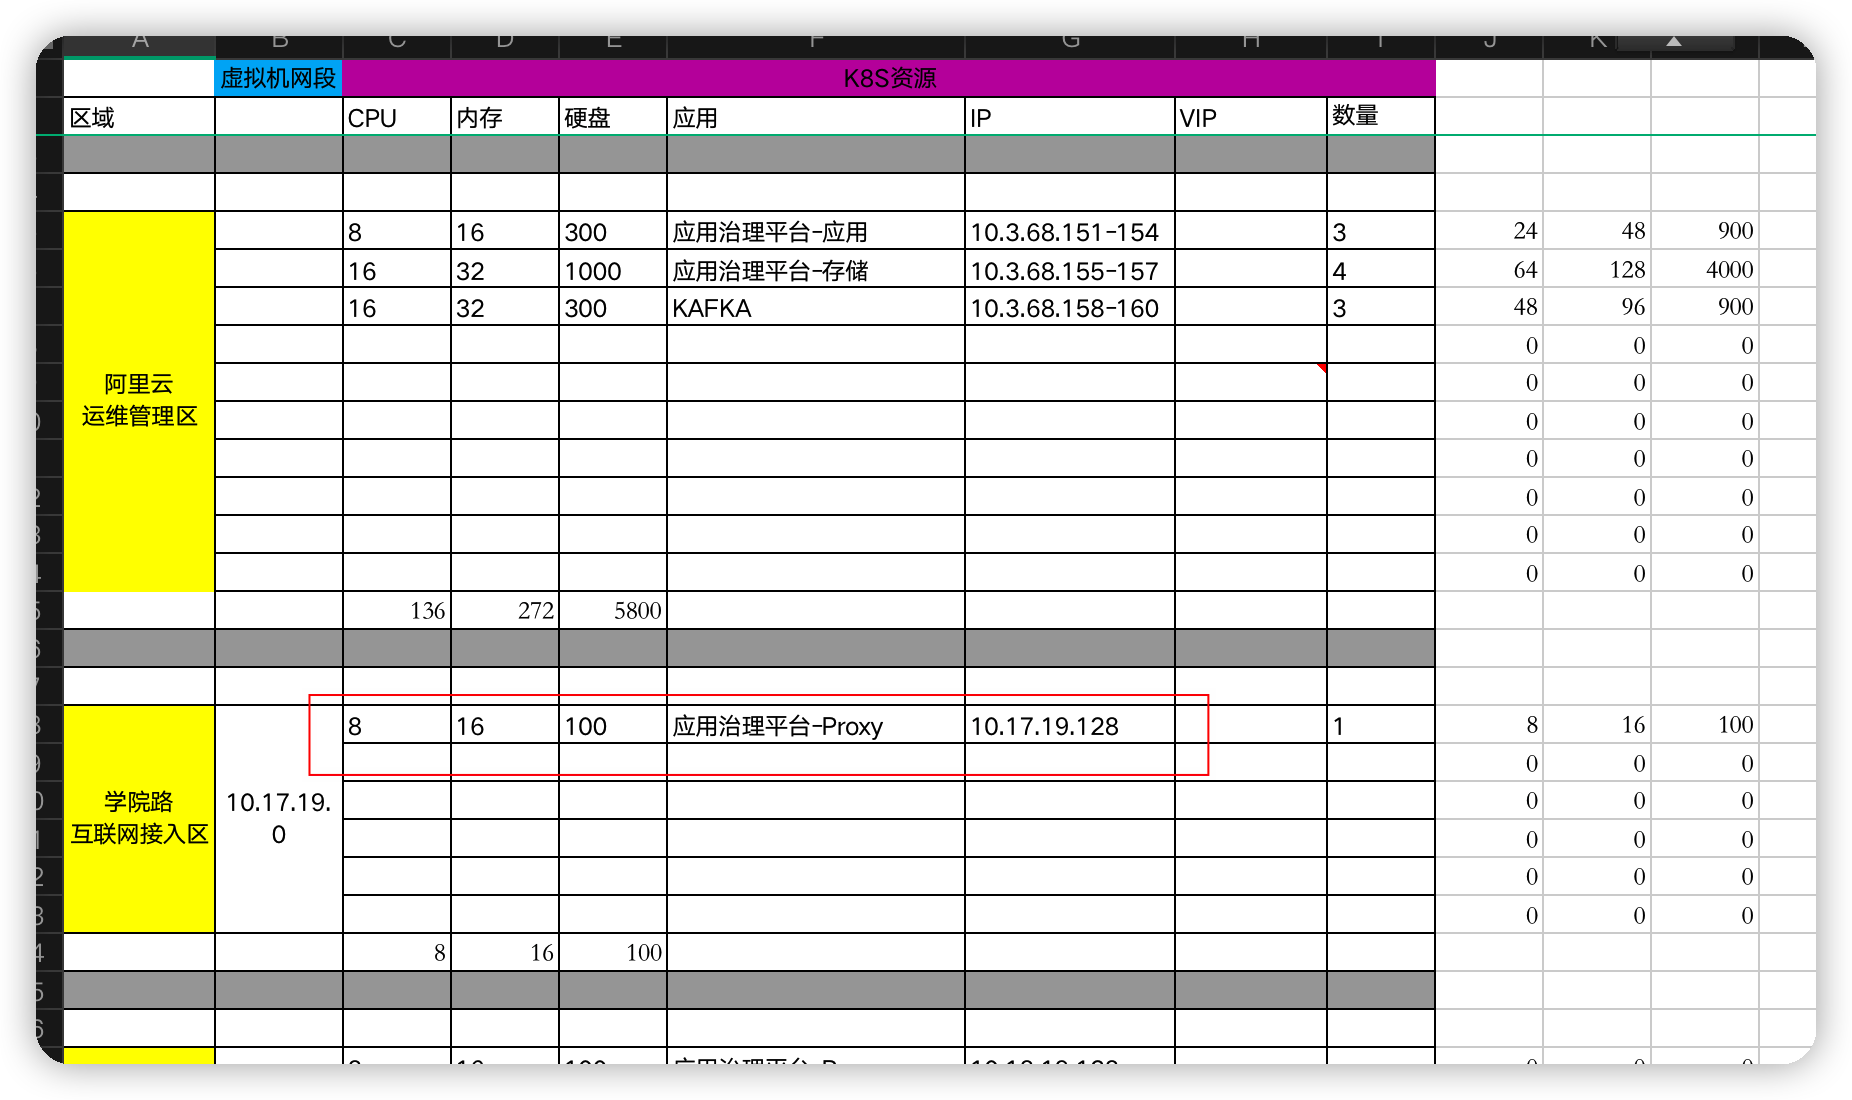 A B C D E F G H I J K
虚拟机网段 K8S资源
区域 CPU 内存 硬盘 应用 IP VIP 数量
8 16 300 应用治理平台-应用 10.3.68.151-154 3 24 48 900
16 32 1000 应用治理平台-存储 10.3.68.155-157 4 64 128 4000
16 32 300 KAFKA 10.3.68.158-160 3 48 96 900
0 0 0
阿里云
运维管理区
0 0 0
0 0 0
0 0 0
0 0 0
0 0 0
0 0 0
136 272 5800
8 16 100 应用治理平台-Proxy 10.17.19.128 1 8 16 100
0 0 0
学院路
互联网接入区
10.17.19.
0
0 0 0
0 0 0
0 0 0
0 0 0
8 16 100